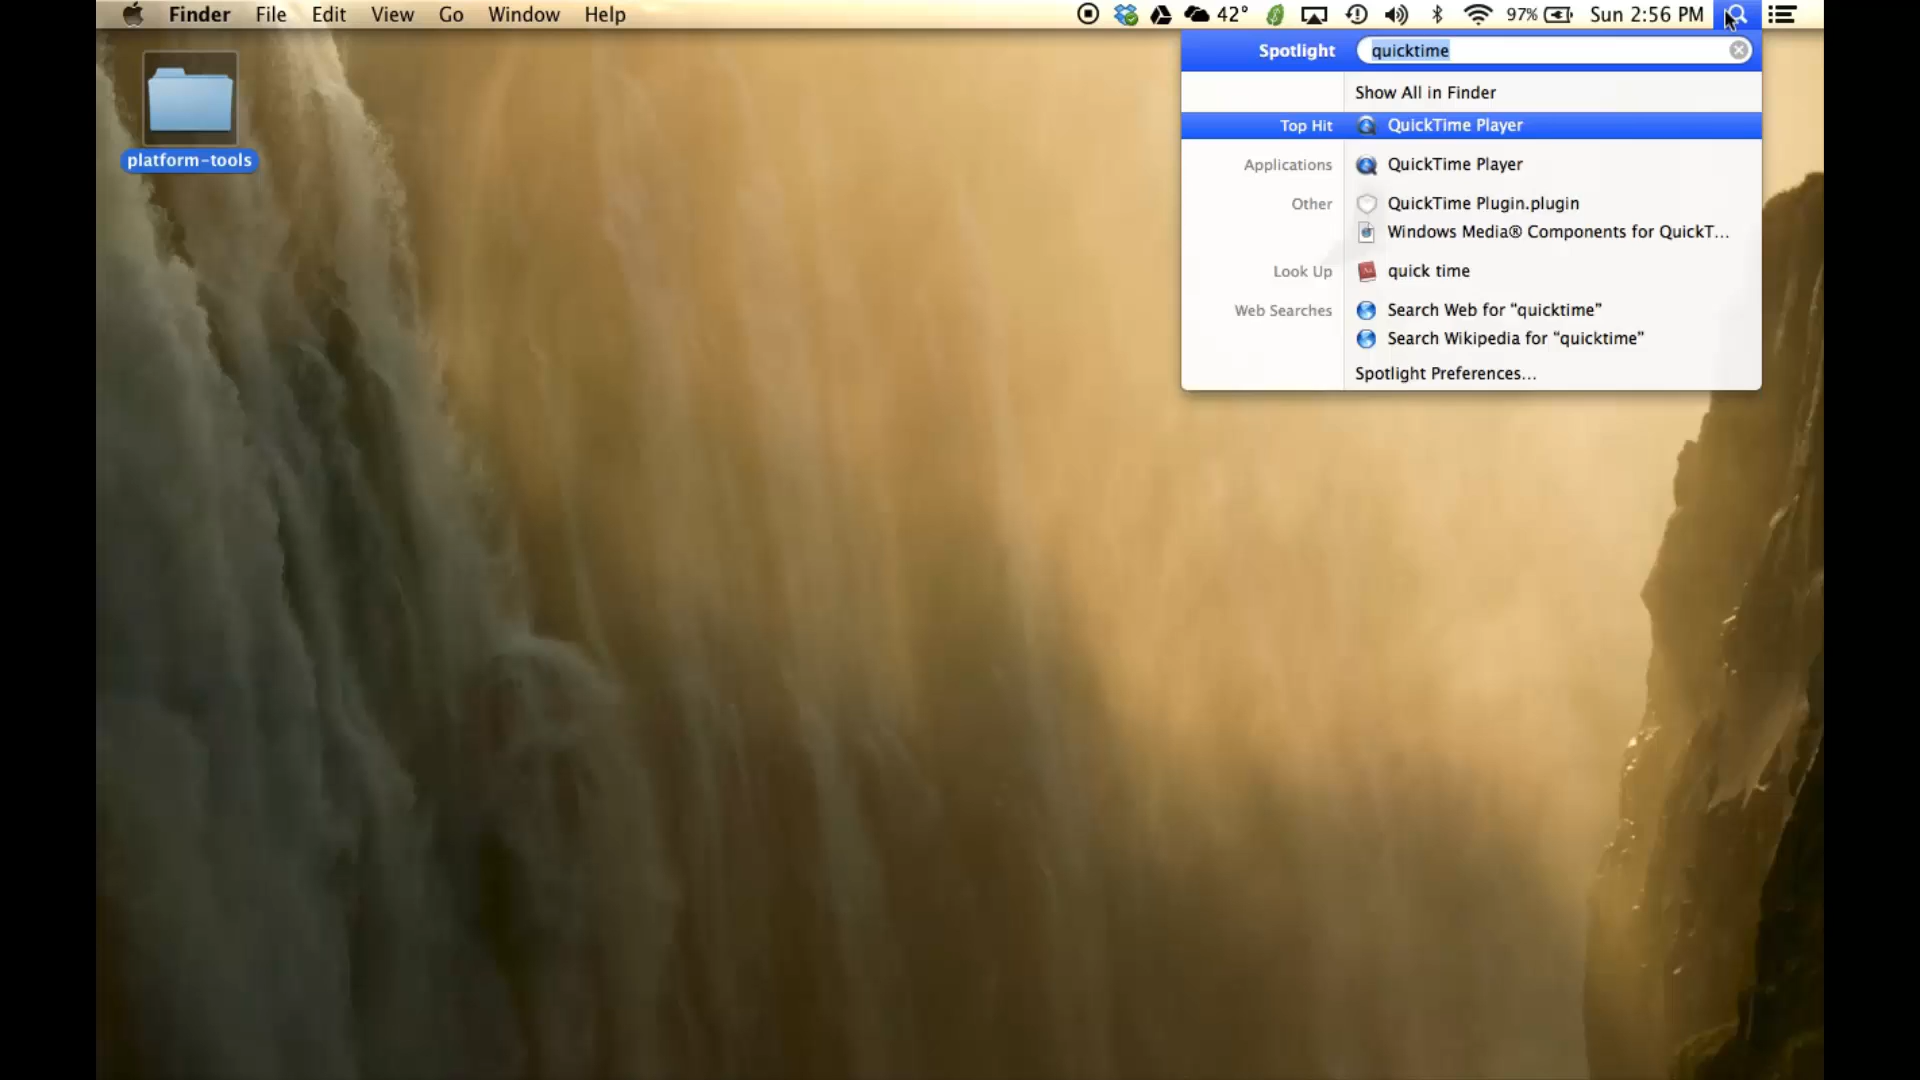 Finder File Edit View Go Window Help 42° 97% Sun 2:56 PM
platform-tools
Spotlight quicktime
Show All in Finder
Top Hit QuickTime Player
Applications QuickTime Player
Other QuickTime Plugin.plugin
Windows Media® Components for QuickT...
Look Up quick time
Web Searches Search Web for “quicktime”
Search Wikipedia for “quicktime”
Spotlight Preferences...